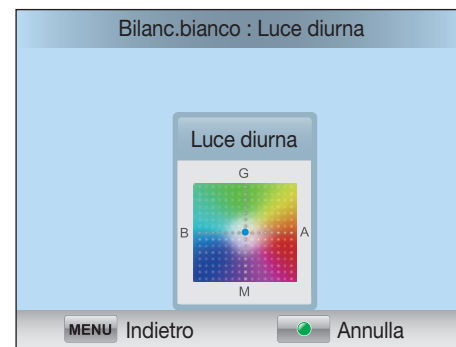 Bilanc.bianco : Luce diurna
Luce diurna
G
B A
M
MENU Indietro Annulla